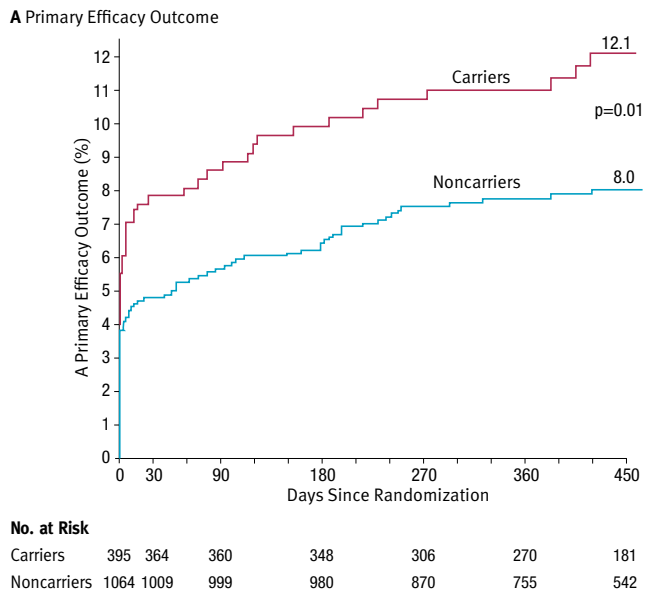 A Primary Efficacy Outcome
12.1
12
Carriers
11
p=0.01
10
9
8.0
Noncarriers
8
7
6
5
4
3
2
1
0
A Primary Efficacy Outcome (%)
0 30 90 180 270 360 450
Days Since Randomization
No. at Risk
Carriers 395 364 360 348 306 270 181
Noncarriers 1064 1009 999 980 870 755 542